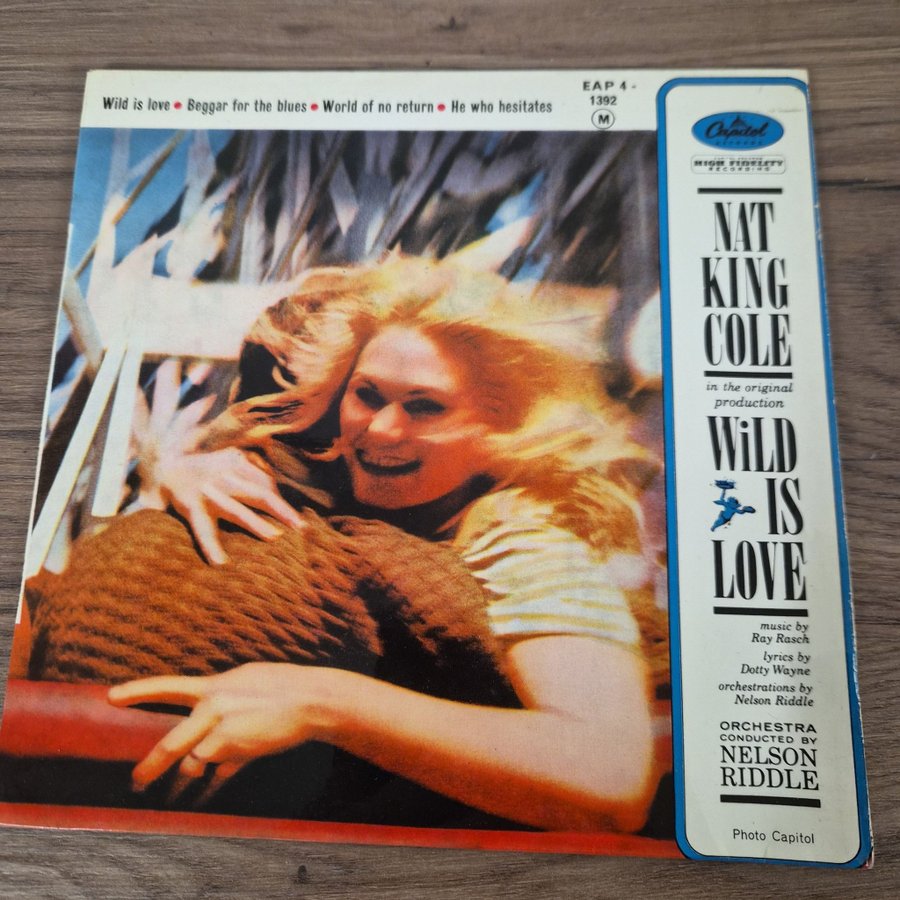 Wild is love • Beggar for the blues • World of no return • He who hesitates
EAP 4 -
1392
M
Capitol
RECORDS
HIGH FIDELITY
RECORDING
NAT
KING
COLE
in the original
production
WiLD
IS
LOVE
music by
Ray Rasch
lyrics by
Dotty Wayne
orchestrations by
Nelson Riddle
ORCHESTRA
CONDUCTED BY
NELSON
RIDDLE
Photo Capitol